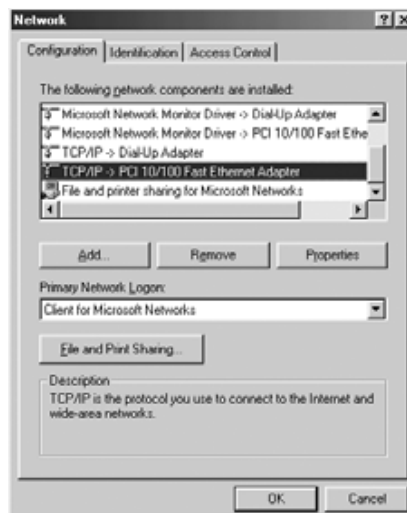 Network
Configuration Identification Access Control
The following network components are installed:
Microsoft Network Monitor Driver -> Dial-Up Adapter
Microsoft Network Monitor Driver -> PCI 10/100 Fast Ethe
TCP/IP -> Dial-Up Adapter
TCP/IP -> PCI 10/100 Fast Ethernet Adapter
File and printer sharing for Microsoft Networks
Add... Remove Properties
Primary Network Logon:
Client for Microsoft Networks
File and Print Sharing...
Description
TCP/IP is the protocol you use to connect to the Internet and
wide-area networks.
OK Cancel